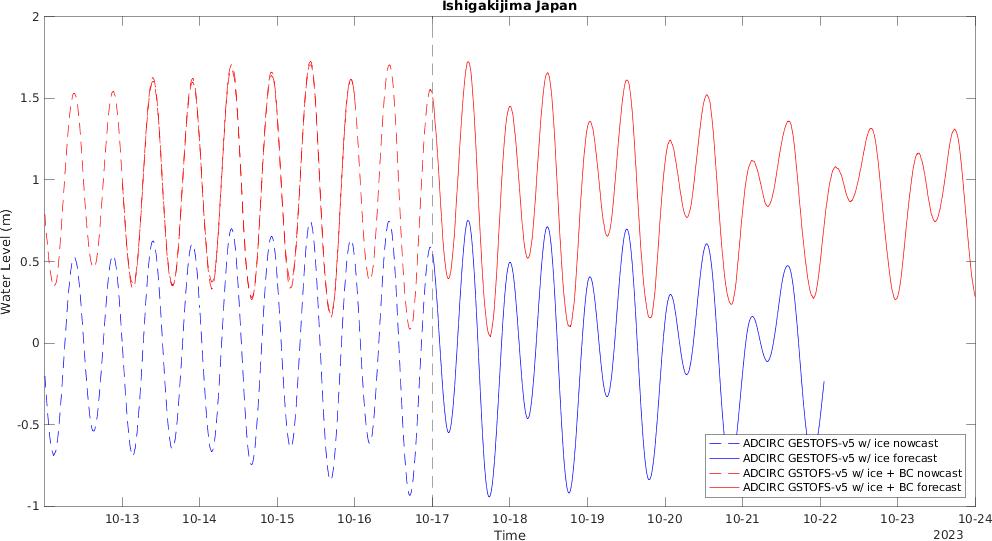 Ishigakijima Japan
2
1.5
1
0.5
0
-0.5
-1
Water Level (m)
10-13
10-14
10-15
10-16
10-17
10-18
10-19
10-20
10-21
10-22
10-23
10-24
Time
2023
ADCIRC GESTOFS-v5 w/ ice nowcast
ADCIRC GESTOFS-v5 w/ ice forecast
ADCIRC GSTOFS-v5 w/ ice + BC nowcast
ADCIRC GSTOFS-v5 w/ ice + BC forecast